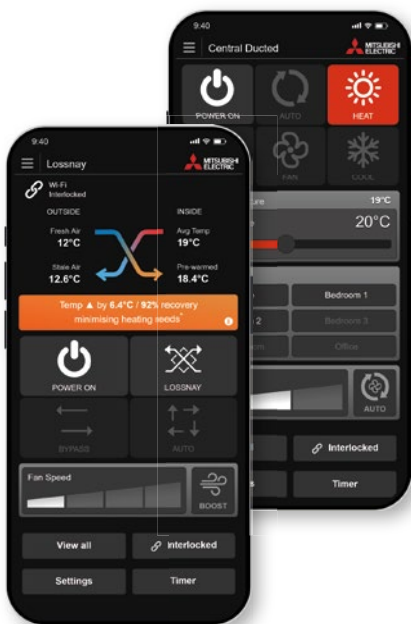 9:40
Central Ducted
MITSUBISHI
ELECTRIC
POWER ON
AUTO
HEAT
FAN
COOL
19°C
20°C
Bedroom 1
2
Bedroom 3
Office
AUTO
Interlocked
Timer
9:40
Lossnay
MITSUBISHI
ELECTRIC
Wi-Fi
Interlocked
OUTSIDE
INSIDE
Fresh Air
12°C
Avg Temp
19°C
Stale Air
12.6°C
Pre-warmed
18.4°C
Temp ▲ by 6.4°C / 92% recovery
minimising heating needs*
POWER ON
LOSSNAY
BYPASS
AUTO
Fan Speed
BOOST
View all
Interlocked
Settings
Timer